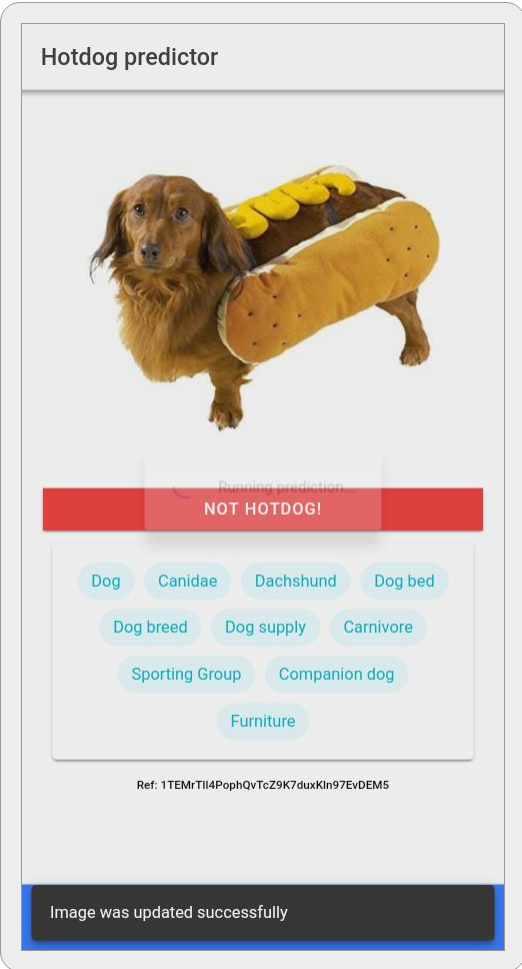 Hotdog predictor
Running prediction...
NOT HOTDOG!
Dog Canidae Dachshund Dog bed
Dog breed Dog supply Carnivore
Sporting Group Companion dog
Furniture
Ref: 1TEMrTlI4PophQvTcZ9K7duxKln97EvDEM5
Image was updated successfully